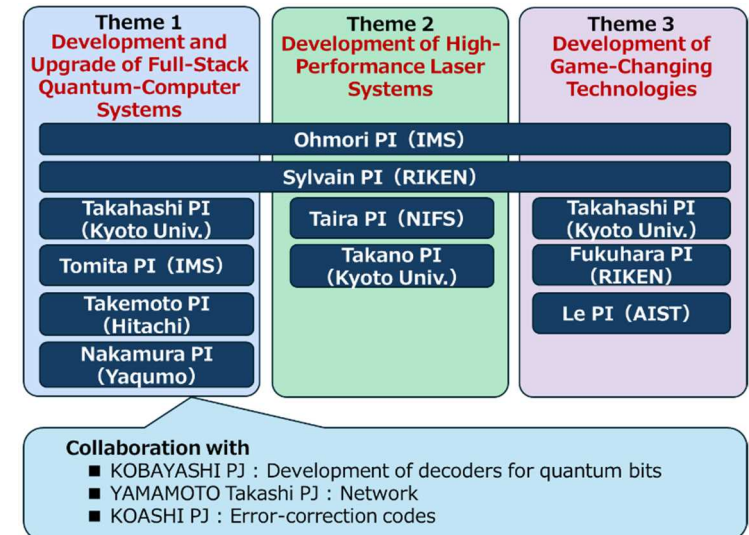 Theme 1
Development and
Upgrade of Full-Stack
Quantum-Computer
Systems
Theme 2
Development of High-
Performance Laser
Systems
Theme 3
Development of
Game-Changing
Technologies
Ohmori PI（IMS）
Sylvain PI（RIKEN）
Takahashi PI
（Kyoto Univ.）
Tomita PI（IMS）
Takemoto PI
（Hitachi）
Nakamura PI
（Yaqumo）
Taira PI（NIFS）
Takano PI
（Kyoto Univ.）
Takahashi PI
（Kyoto Univ.）
Fukuhara PI
（RIKEN）
Le PI（AIST）
Collaboration with
■ KOBAYASHI PJ：Development of decoders for quantum bits
■ YAMAMOTO Takashi PJ：Network
■ KOASHI PJ：Error-correction codes